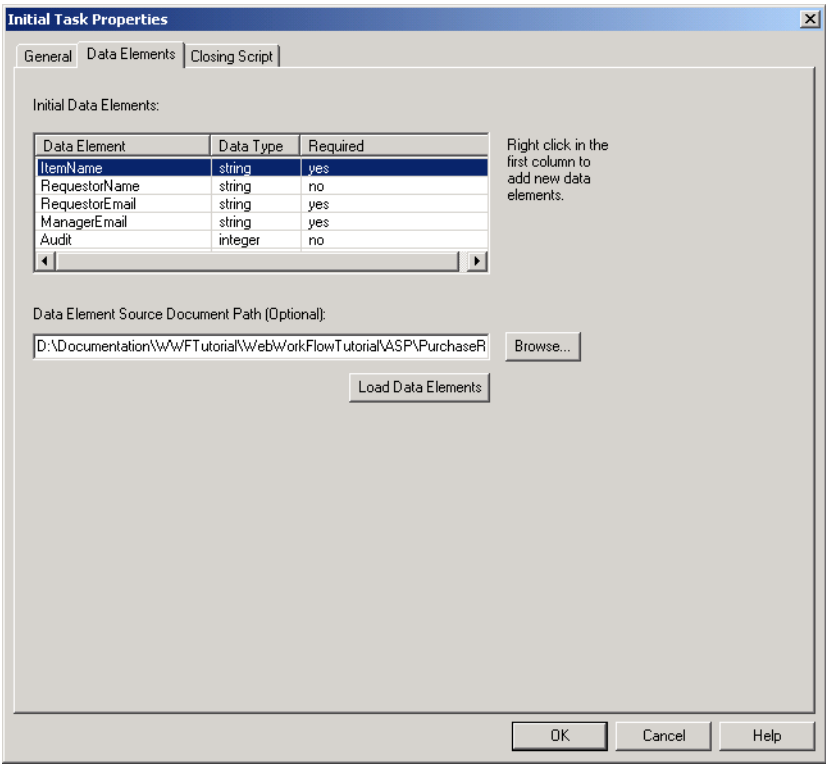 Initial Task Properties
General Data Elements Closing Script
Initial Data Elements:
Data Element Data Type Required
ItemName string yes
RequestorName string no
RequestorEmail string yes
ManagerEmail string yes
Audit integer no
Right click in the
first column to
add new data
elements.
Data Element Source Document Path (Optional):
D:\Documentation\WWFTutorial\WebWorkFlowTutorial\ASP\PurchaseR
Browse...
Load Data Elements
OK Cancel Help